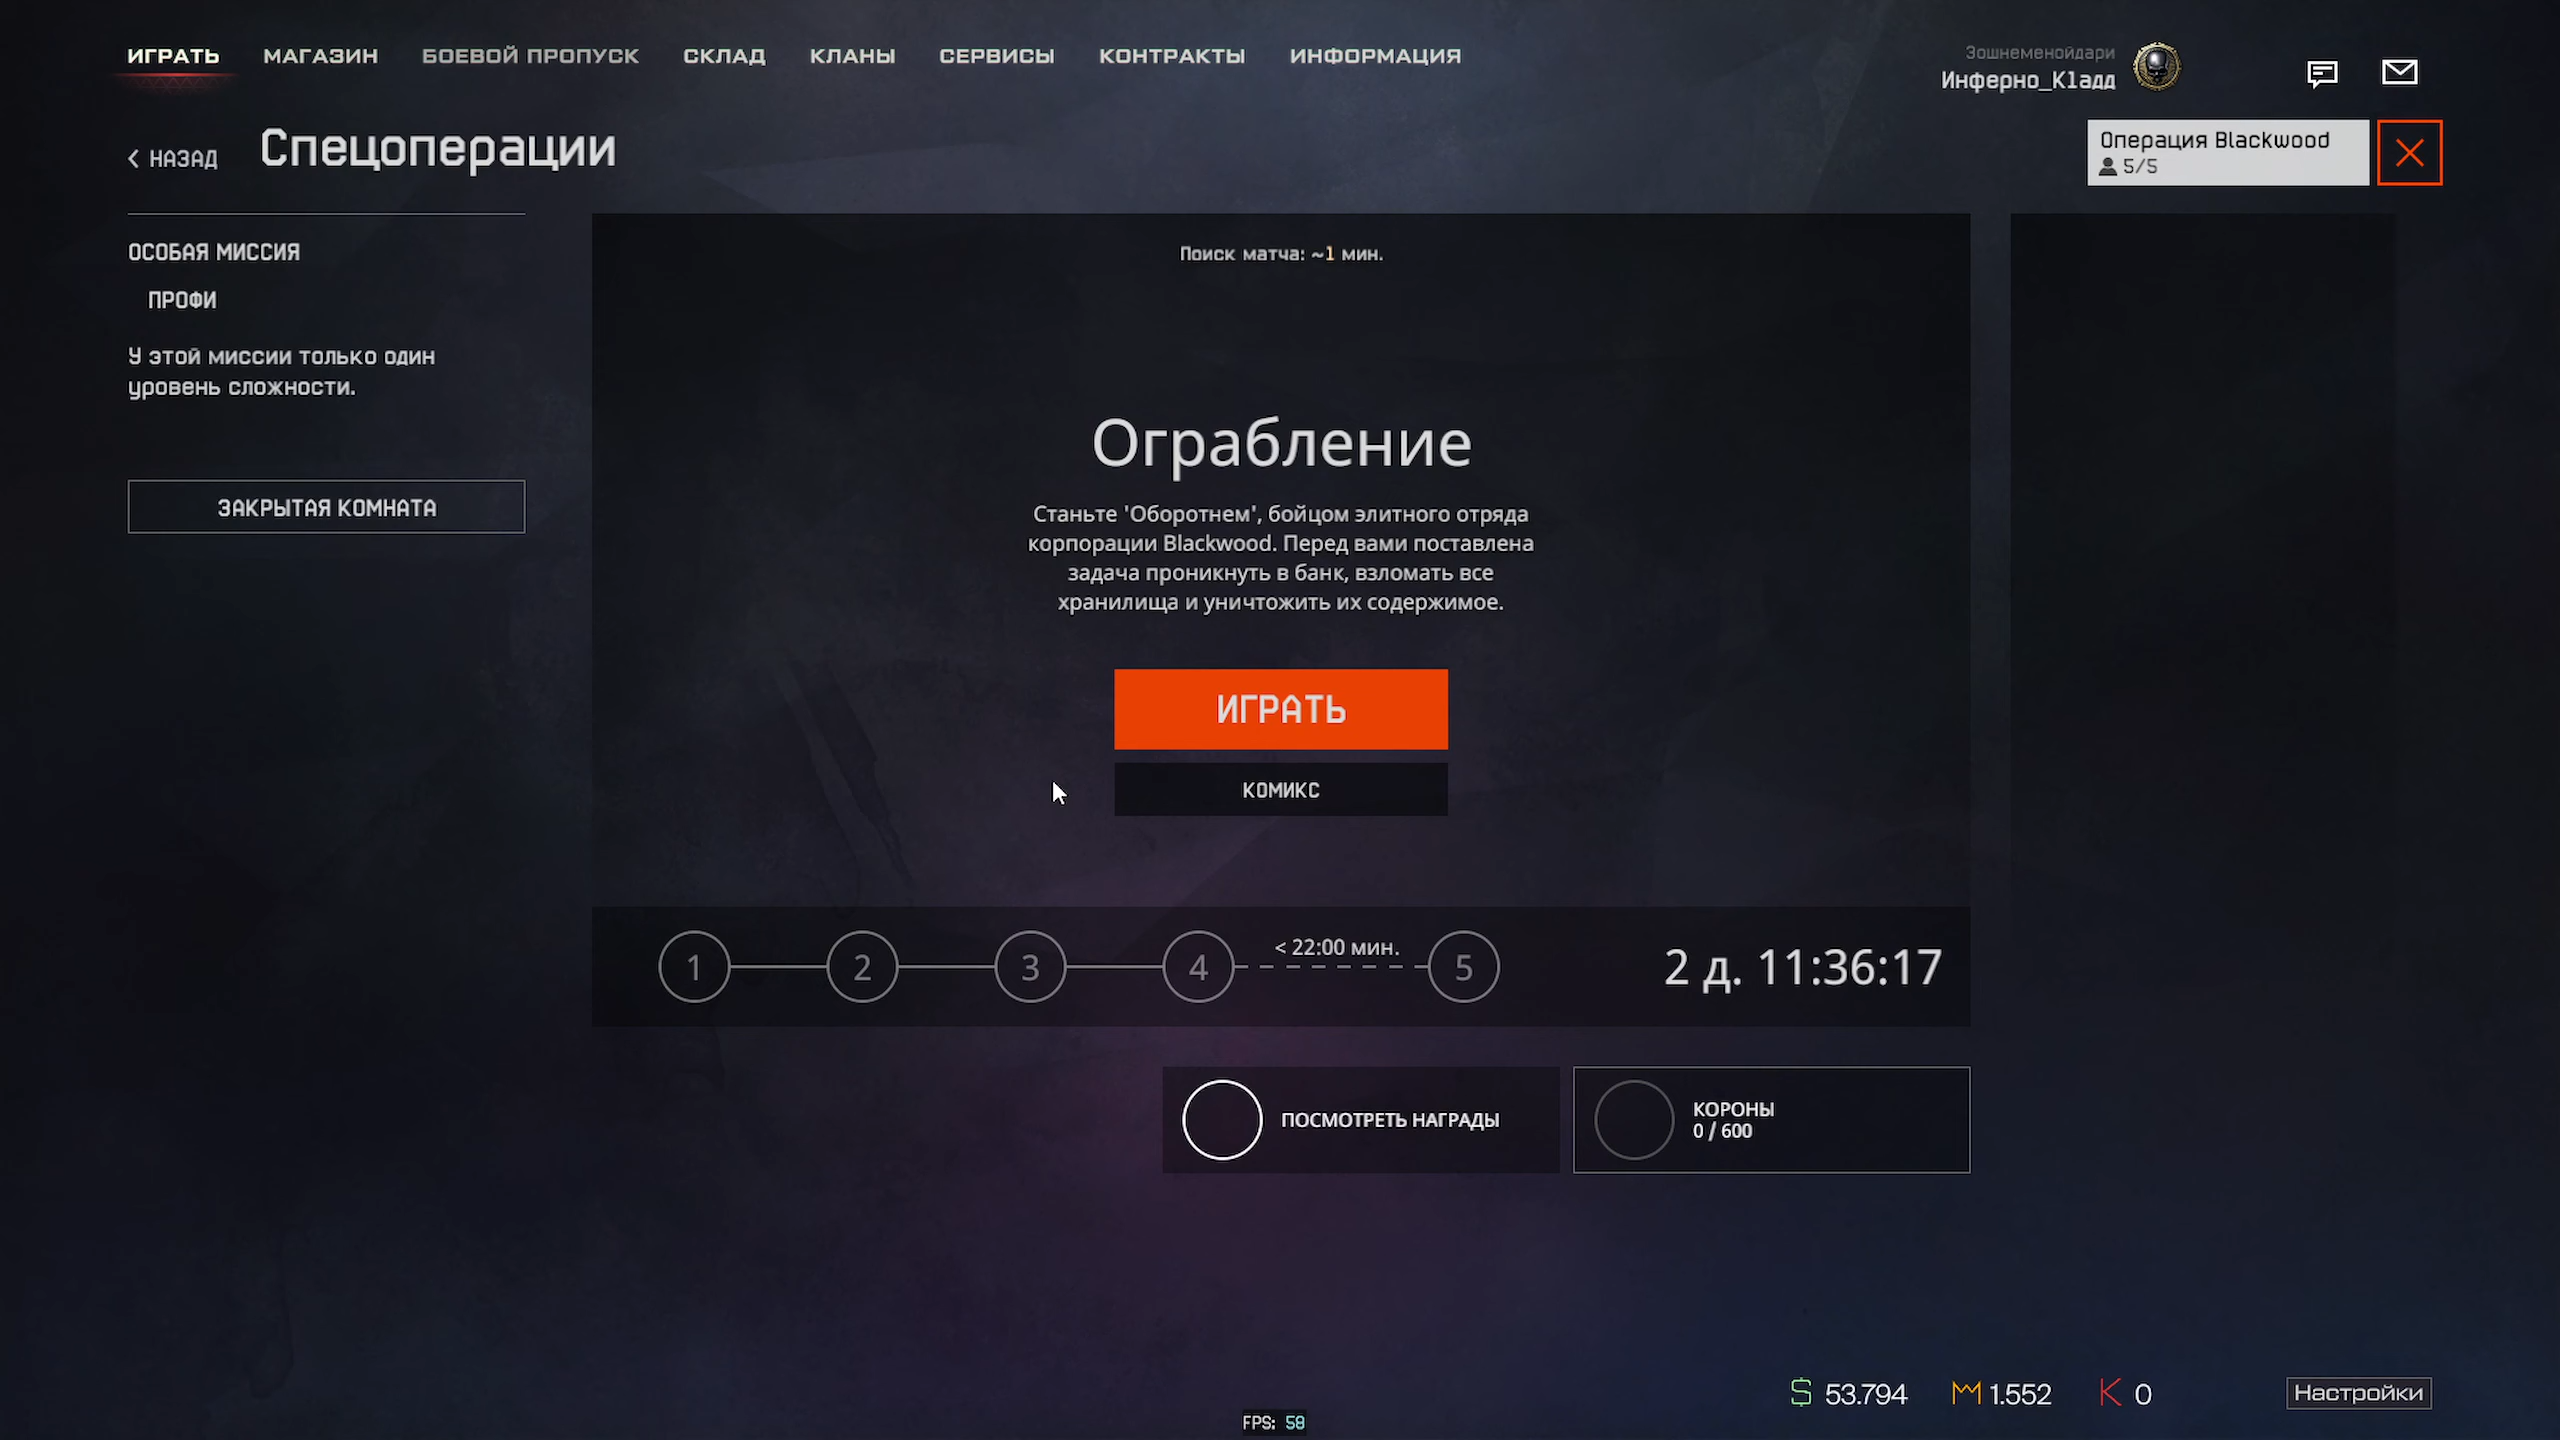 ИГРАТЬ МАГАЗИН БОЕВОЙ ПРОПУСК СКЛАД КЛАНЫ СЕРВИСЫ КОНТРАКТЫ ИНФОРМАЦИЯ
Зошнеменойдари
Инферно_К1адд
НАЗАД
Спецоперации
Операция Blackwood
5/5
ОСОБАЯ МИССИЯ
ПРОФИ
У этой миссии только один
уровень сложности.
ЗАКРЫТАЯ КОМНАТА
Поиск матча: ~1 мин.
Ограбление
Станьте 'Оборотнем', бойцом элитного отряда
корпорации Blackwood. Перед вами поставлена
задача проникнуть в банк, взломать все
хранилища и уничтожить их содержимое.
ИГРАТЬ
КОМИКС
1 2 3 4 < 22:00 мин. 5
2 д. 11:36:17
ПОСМОТРЕТЬ НАГРАДЫ
КОРОНЫ
0 / 600
53.794 1.552 0
Настройки
FPS: 58